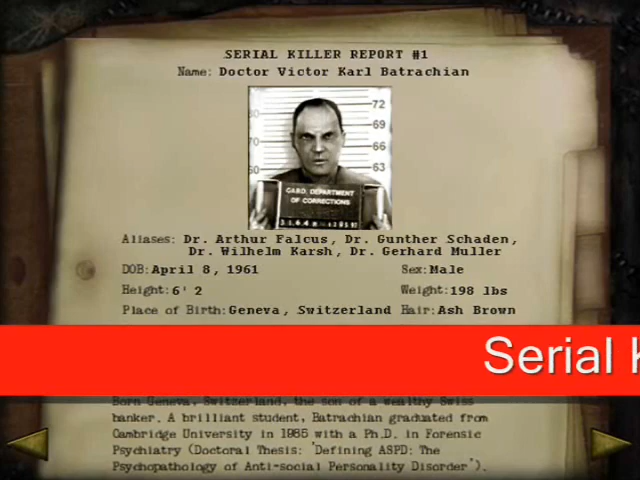 SERIAL KILLER REPORT #1
Name: Doctor Victor Karl Batrachian
72
69
66
63
CABO. DEPARTMENT
OF CORRECTIONS
Aliases: Dr. Arthur Falcus, Dr. Gunther Schaden,
Dr. Wilhelm Karsh, Dr. Gerhard Muller
DOB: April 8, 1961 Sex: Male
Height: 6' 2 Weight: 198 lbs
Place of Birth: Geneva, Switzerland Hair: Ash Brown
Serial K
Born Geneva, Switzerland, the son of a wealthy Swiss
banker. A brilliant student, Batrachian graduated from
Cambridge University in 1985 with a Ph.D. in Forensic
Psychiatry (Doctoral Thesis: "Defining ASPD: The
Psychopathology of Anti-social Personality Disorder").